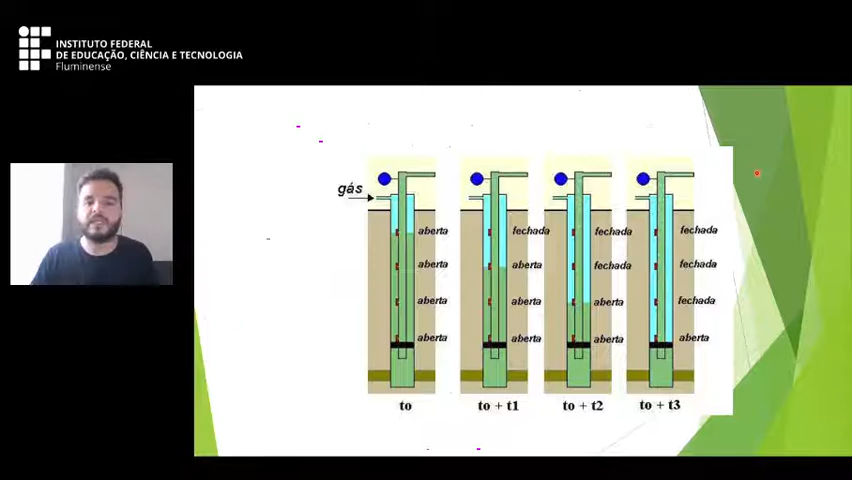 INSTITUTO FEDERAL
DE EDUCAÇÃO, CIÊNCIA E TECNOLOGIA
Fluminense
gás
aberta fechada fechada fechada
aberta aberta fechada fechada
aberta aberta aberta fechada
aberta aberta aberta aberta
to to + t1 to + t2 to + t3